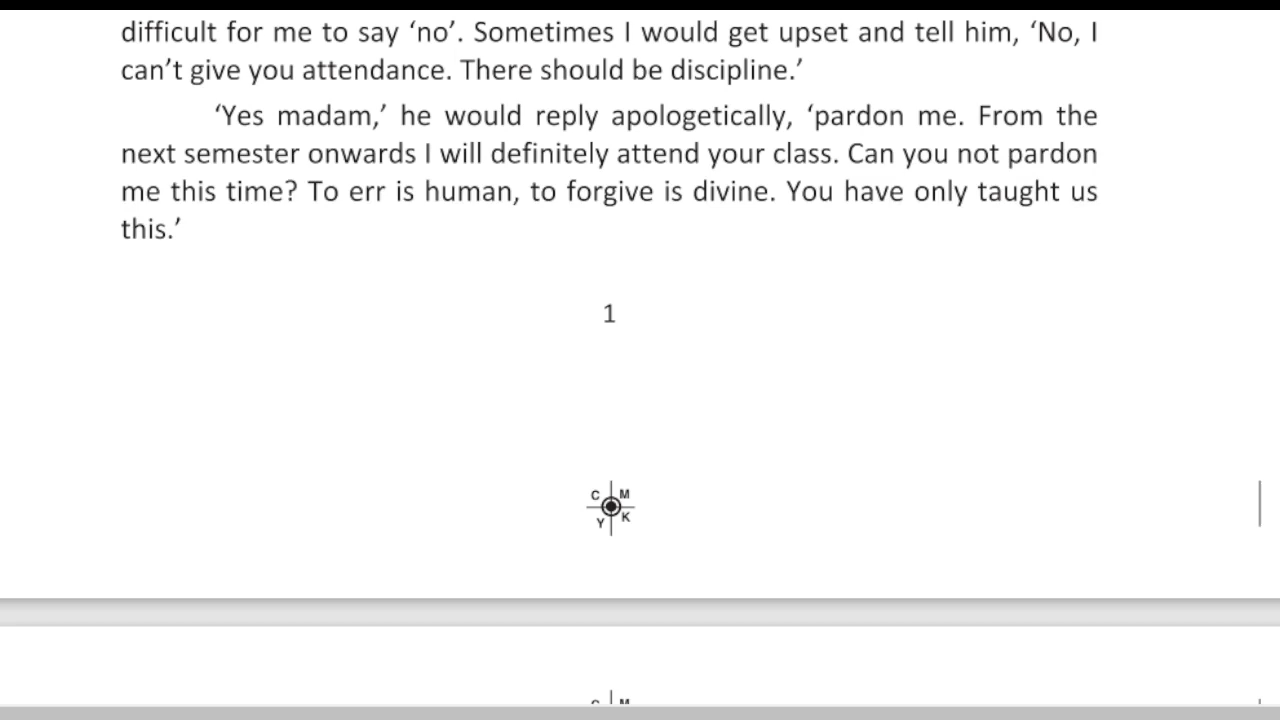 difficult for me to say ‘no’. Sometimes I would get upset and tell him, ‘No, I
can’t give you attendance. There should be discipline.’
‘Yes madam,’ he would reply apologetically, ‘pardon me. From the
next semester onwards I will definitely attend your class. Can you not pardon
me this time? To err is human, to forgive is divine. You have only taught us
this.’
1
C M
Y K